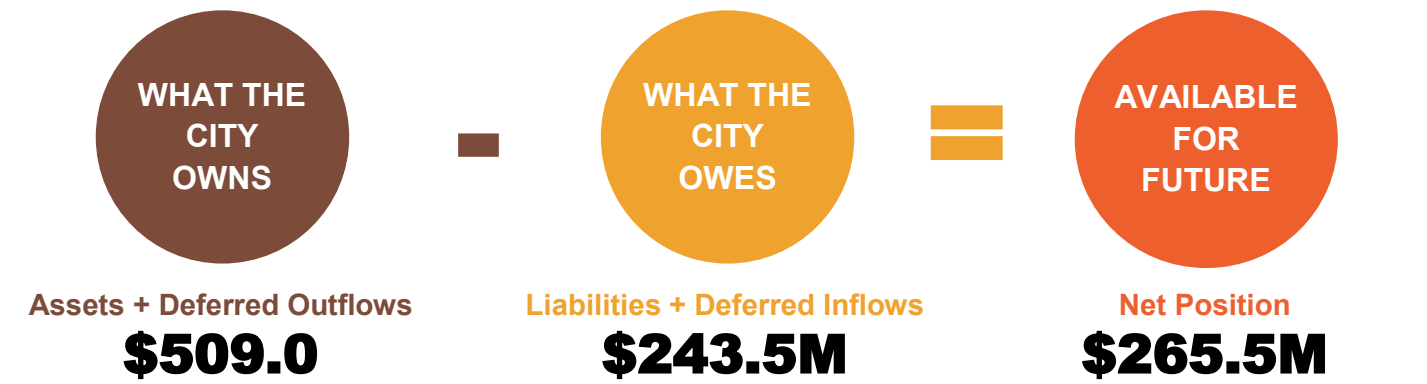 WHAT THE
CITY
OWNS
-
WHAT THE
CITY
OWES
=
AVAILABLE
FOR
FUTURE
Assets + Deferred Outflows
$509.0
Liabilities + Deferred Inflows
$243.5M
Net Position
$265.5M